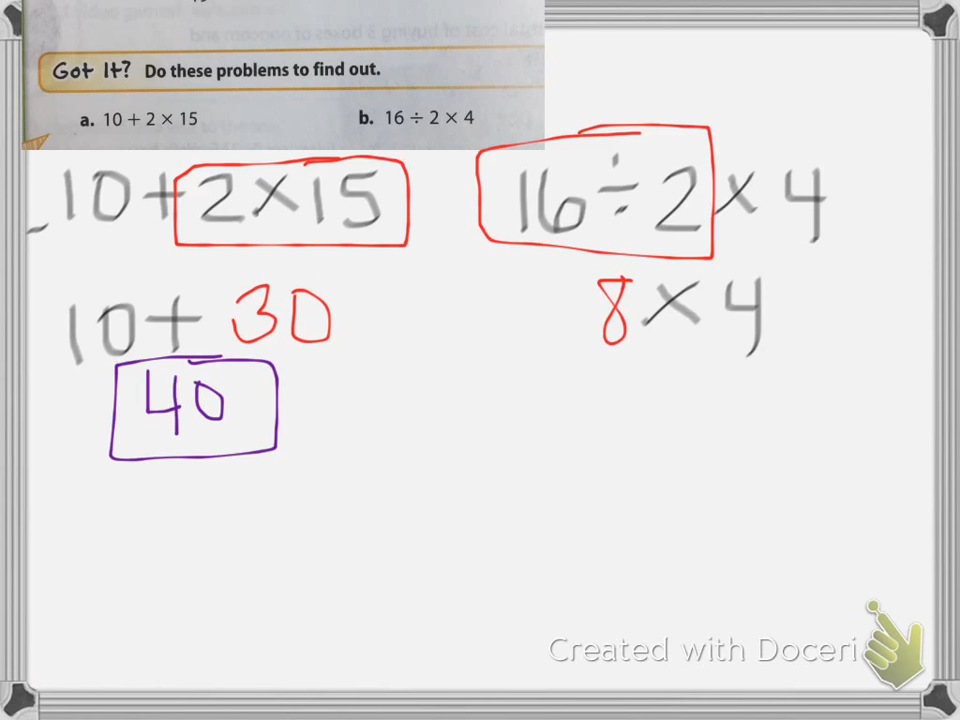 Got It? Do these problems to find out.
a. 10 + 2 × 15
b. 16 ÷ 2 × 4
10+2×15
16÷2×4
10+ 30
8×4
40
Created with Doceri